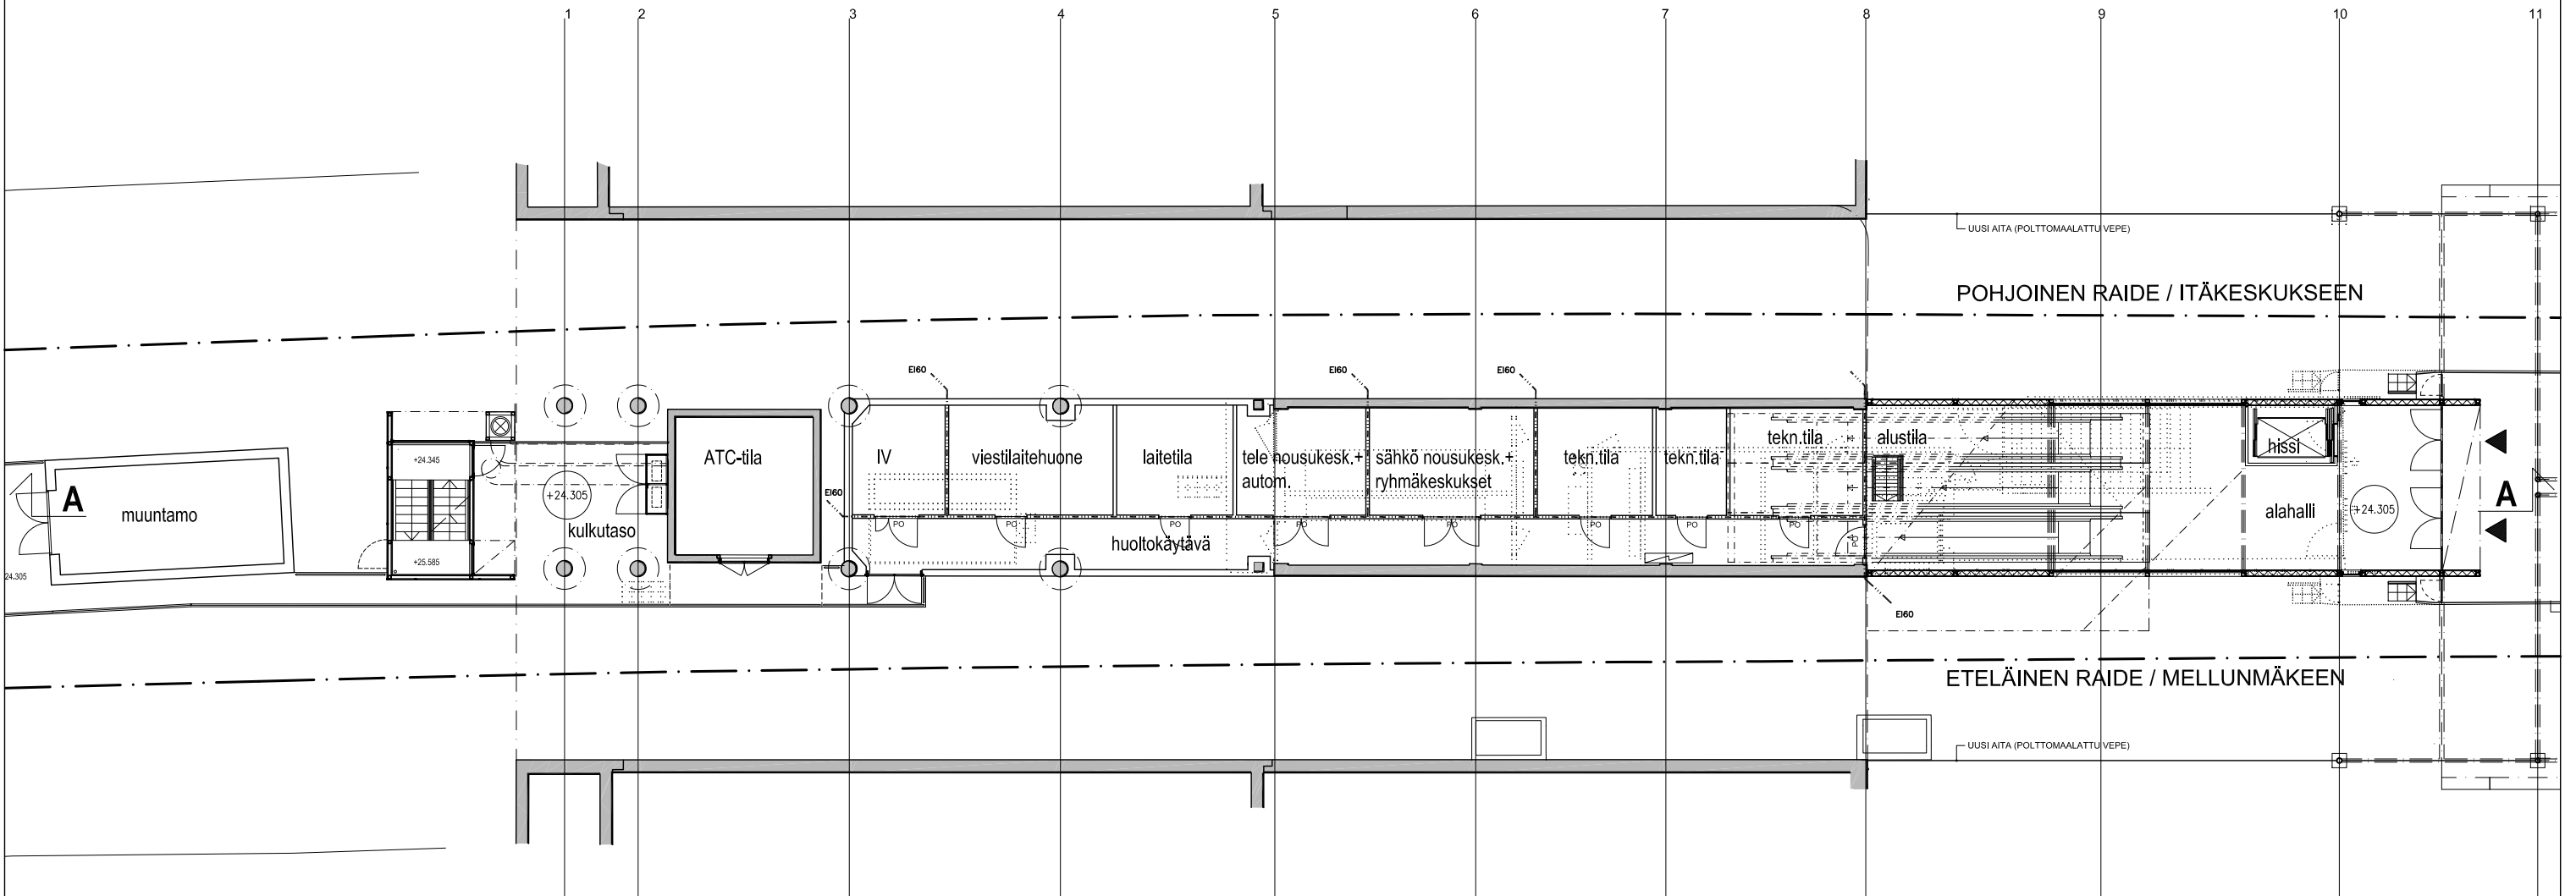 1 2 3 4 5 6 7 8 9 10 11
UUSI AITA (POLTTOMAALATTU VEPE)
POHJOINEN RAIDE / ITÄKESKUKSEEN
EI60 EI60 EI60
ATC-tila IV viestilaitehuone laitetila tele nousukesk.+ sähkö nousukesk.+ tekn.tila tekn.tila tekn.tila alustila hissi
autom. ryhmäkeskukset
+24.345
A muuntamo +24.305 EI60 alahalli +24.305 A
kulkutaso PO PO PO PO PO PO PO PO PO
huoltokäytävä
+25.585
24.305
EI60
ETELÄINEN RAIDE / MELLUNMÄKEEN
UUSI AITA (POLTTOMAALATTU VEPE)